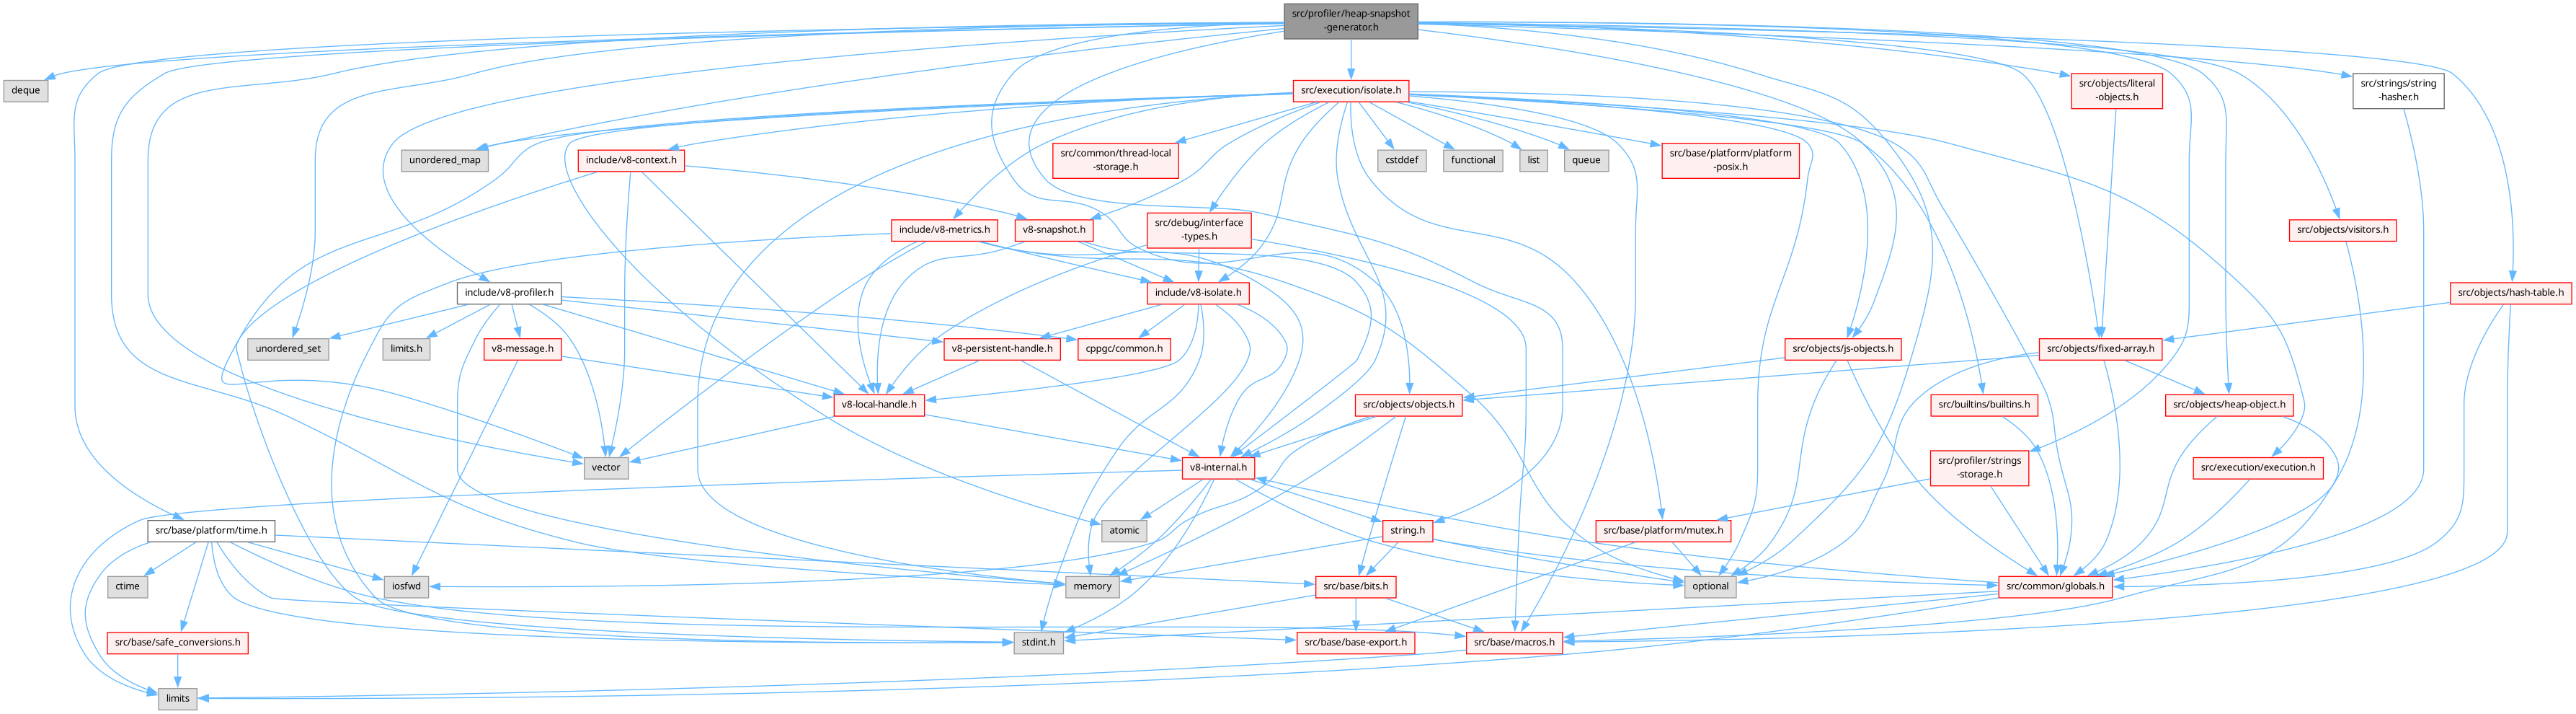 src/profiler/heap-snapshot
-generator.h
deque
src/execution/isolate.h
src/objects/literal
-objects.h
src/strings/string
-hasher.h
unordered_map
include/v8-context.h
src/common/thread-local
-storage.h
cstddef
functional
list
queue
src/base/platform/platform
-posix.h
include/v8-metrics.h
v8-snapshot.h
src/debug/interface
-types.h
src/objects/visitors.h
include/v8-profiler.h
include/v8-isolate.h
src/objects/hash-table.h
unordered_set
limits.h
v8-message.h
v8-persistent-handle.h
cppgc/common.h
src/objects/js-objects.h
src/objects/fixed-array.h
v8-local-handle.h
src/objects/objects.h
src/builtins/builtins.h
src/objects/heap-object.h
vector
v8-internal.h
src/profiler/strings
-storage.h
src/execution/execution.h
src/base/platform/time.h
atomic
string.h
src/base/platform/mutex.h
ctime
iosfwd
memory
src/base/bits.h
optional
src/common/globals.h
src/base/safe_conversions.h
stdint.h
src/base/base-export.h
src/base/macros.h
limits